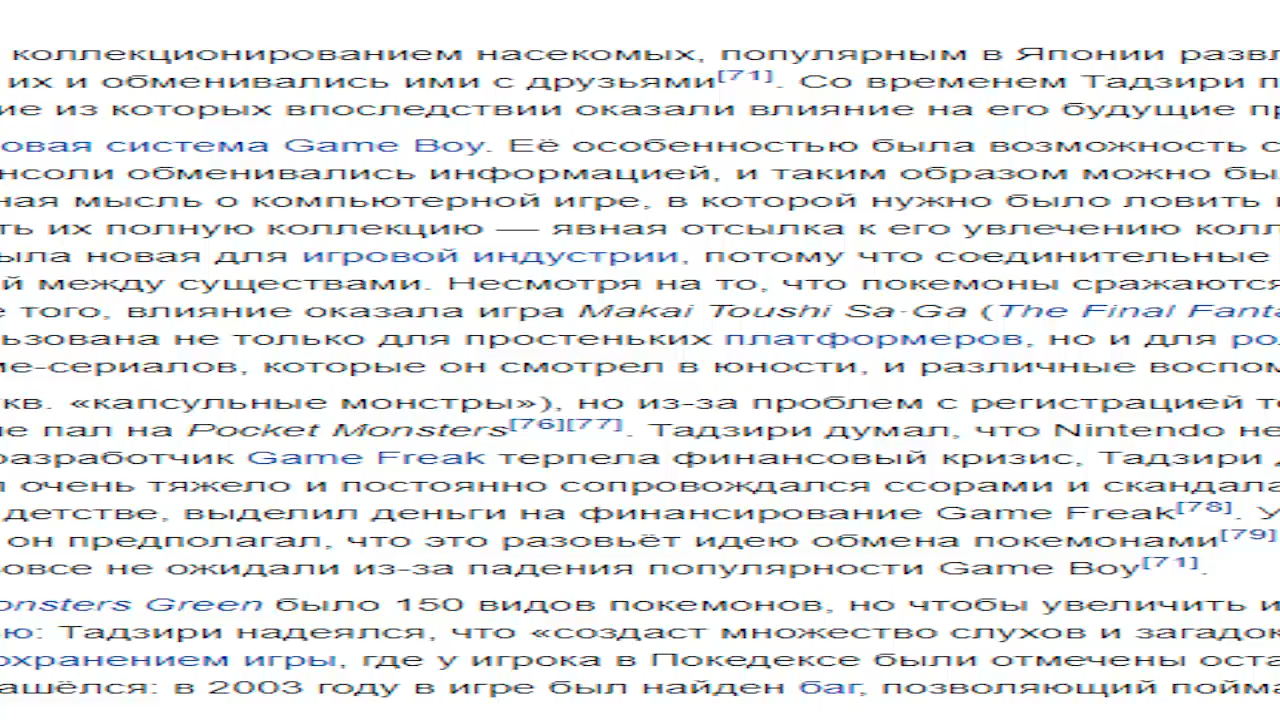 коллекционированием насекомых, популярным в Японии развл
их и обменивались ими с друзьями[71]. Со временем Тадзири п
ие из которых впоследствии оказали влияние на его будущие пр
овая система Game Boy. Её особенностью была возможность с
нсоли обменивались информацией, и таким образом можно бы
ная мысль о компьютерной игре, в которой нужно было ловить
ть их полную коллекцию — явная отсылка к его увлечению колл
ыла новая для игровой индустрии, потому что соединительные
й между существами. Несмотря на то, что покемоны сражаются
е того, влияние оказала игра Makai Toushi Sa·Ga (The Final Fanta
льзована не только для простеньких платформеров, но и для ро
ме-сериалов, которые он смотрел в юности, и различные воспом
кв. «капсульные монстры»), но из-за проблем с регистрацией т
не пал на Pocket Monsters[76][77]. Тадзири думал, что Nintendo не
разработчик Game Freak терпела финансовый кризис, Тадзири
л очень тяжело и постоянно сопровождался ссорами и скандала
детстве, выделил деньги на финансирование Game Freak[78]. У
он предполагал, что это разовьёт идею обмена покемонами[79]
вовсе не ожидали из-за падения популярности Game Boy[71].
onsters Green было 150 видов покемонов, но чтобы увеличить и
ью: Тадзири надеялся, что «создаст множество слухов и загадок
охранением игры, где у игрока в Покедексе были отмечены оста
ашёлся: в 2003 году в игре был найден баг, позволяющий пойма